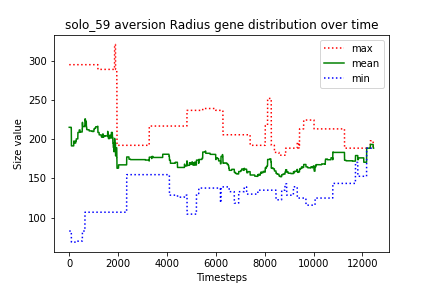 solo_59 aversion Radius gene distribution over time
Size value
300
250
200
150
100
max
mean
min
0
2000
4000
6000
8000
10000
12000
Timesteps